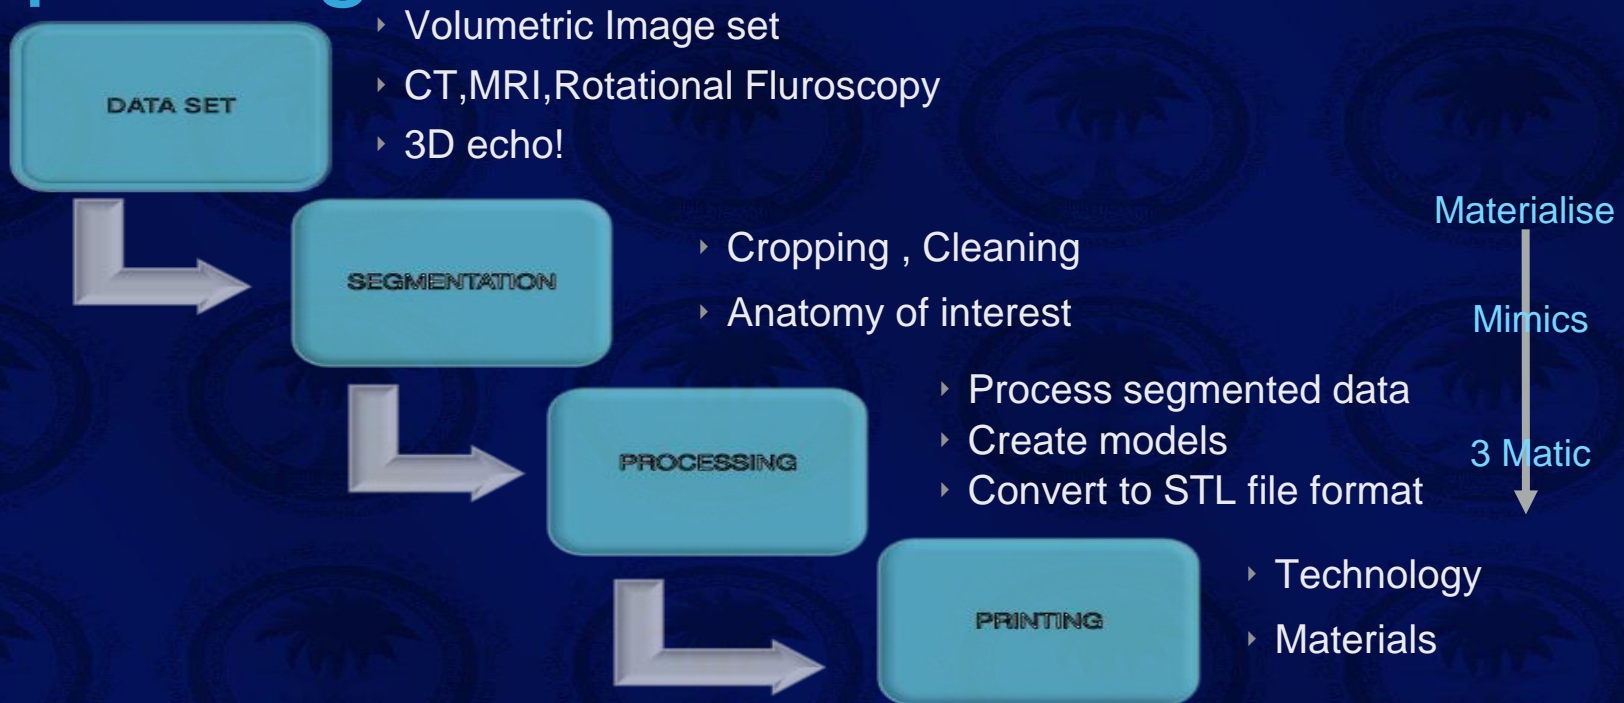 DATA SET
Volumetric Image set
CT,MRI,Rotational Fluroscopy
3D echo!
SEGMENTATION
Cropping , Cleaning
Anatomy of interest
PROCESSING
Process segmented data
Create models
Convert to STL file format
PRINTING
Technology
Materials
Materialise
Mimics
3 Matic